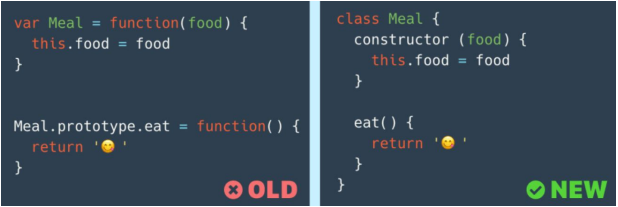 var Meal = function(food) {
  this.food = food
}
Meal.prototype.eat = function() {
  return '😋 '
}
OLD
class Meal {
  constructor (food) {
    this.food = food
  }
  eat() {
    return '😋 '
  }
}
NEW